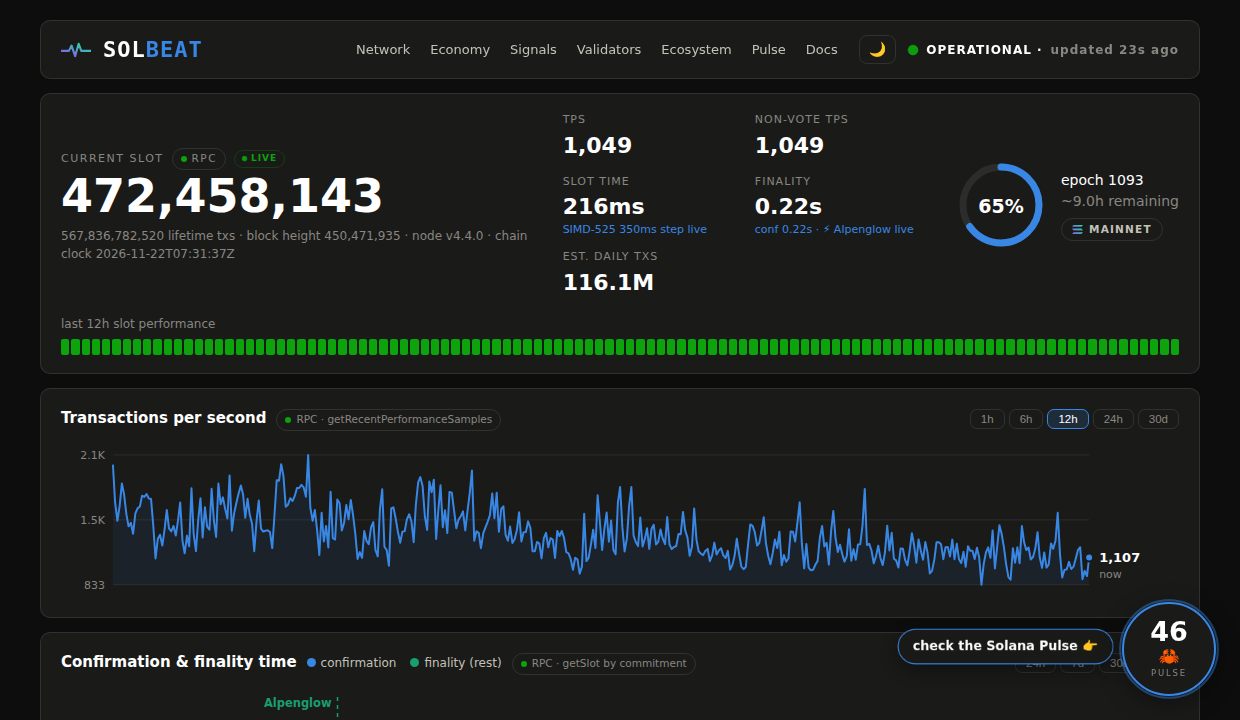 SOLBEAT
Network Economy Signals Validators Ecosystem Pulse Docs
OPERATIONAL · updated 23s ago
CURRENT SLOT RPC LIVE
472,458,143
567,836,782,520 lifetime txs · block height 450,471,935 · node v4.4.0 · chain
clock 2026-11-22T07:31:37Z
TPS
1,049
NON-VOTE TPS
1,049
SLOT TIME
216ms
SIMD-525 350ms step live
FINALITY
0.22s
conf 0.22s · ⚡ Alpenglow live
EST. DAILY TXS
116.1M
65%
epoch 1093
~9.0h remaining
MAINNET
last 12h slot performance
Transactions per second RPC · getRecentPerformanceSamples
1h 6h 12h 24h 30d
2.1K
1.5K
833
1,107
now
Confirmation & finality time confirmation finality (rest) RPC · getSlot by commitment
Alpenglow
check the Solana Pulse 👉
46
🦀
PULSE